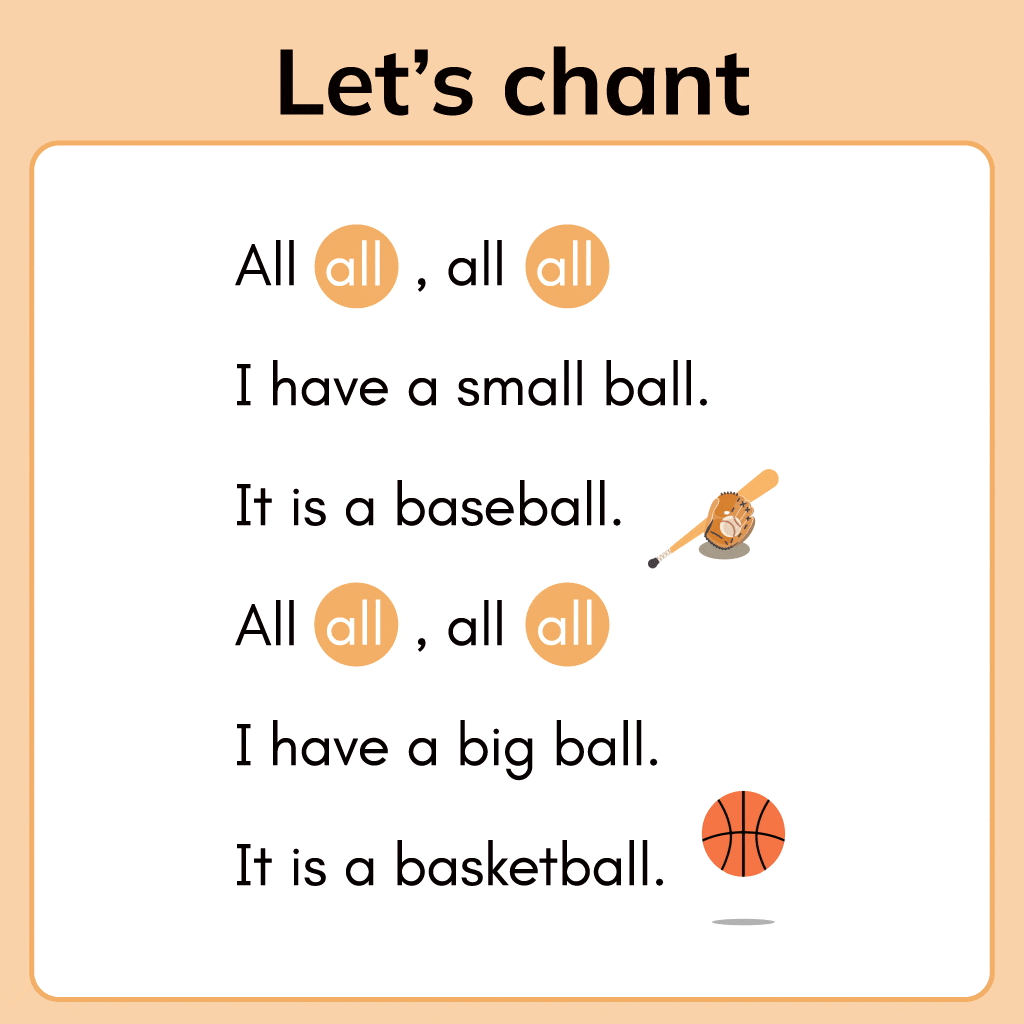 Let's chant
All all , all all
I have a small ball.
It is a baseball.
All all , all all
I have a big ball.
It is a basketball.